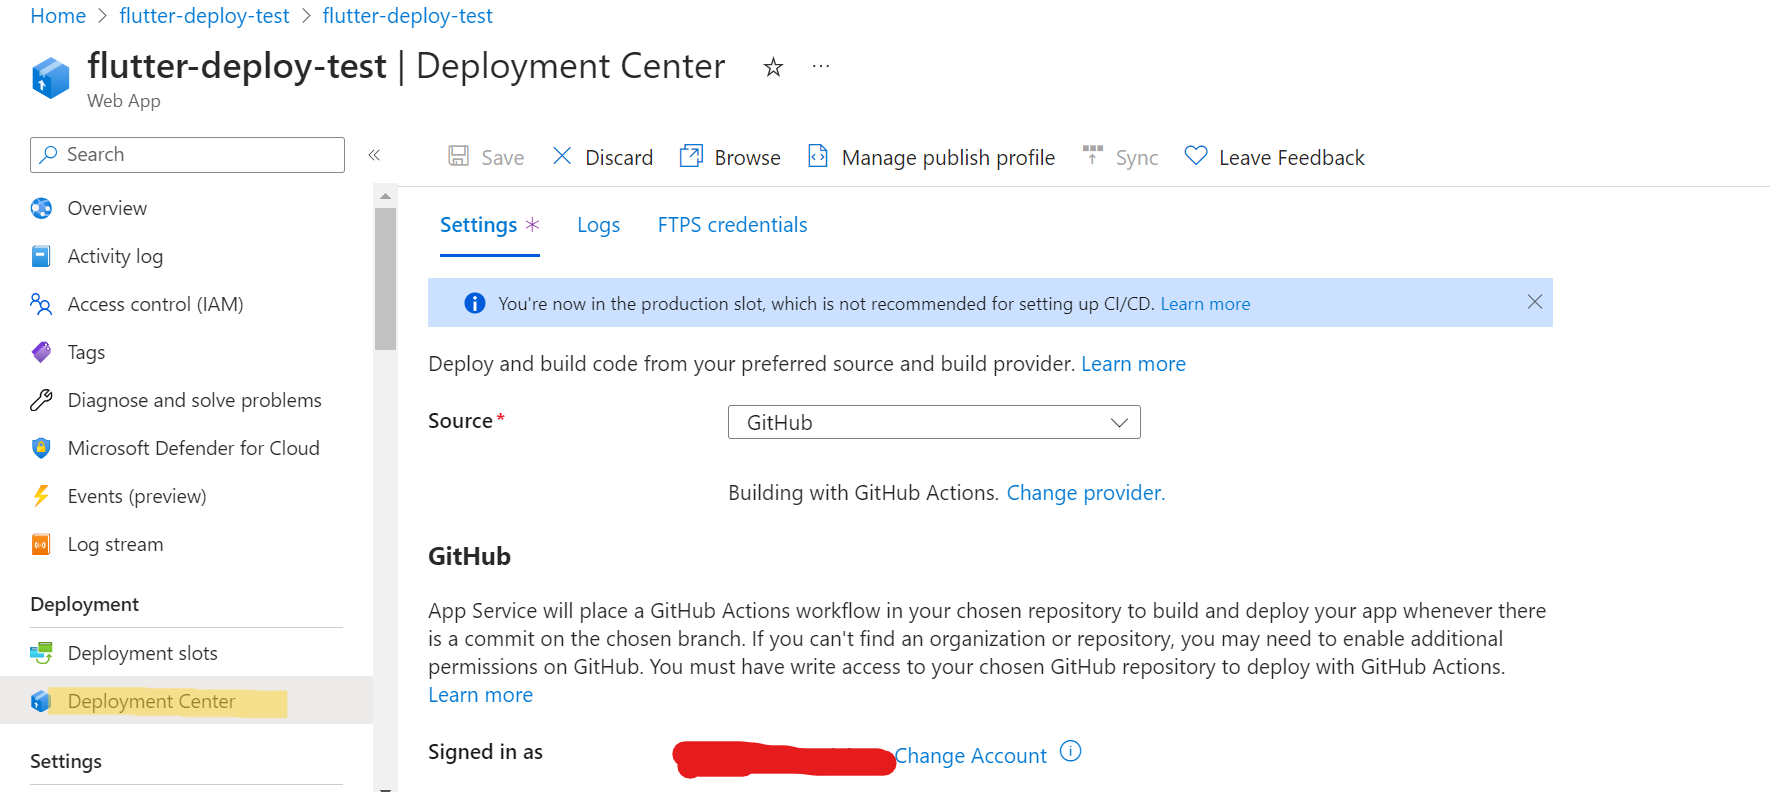 Home > flutter-deploy-test > flutter-deploy-test
flutter-deploy-test | Deployment Center
Web App
Search
Overview
Activity log
Access control (IAM)
Tags
Diagnose and solve problems
Microsoft Defender for Cloud
Events (preview)
Log stream
Deployment
Deployment slots
Deployment Center
Settings
Save Discard Browse Manage publish profile Sync Leave Feedback
Settings * Logs FTPS credentials
You're now in the production slot, which is not recommended for setting up CI/CD. Learn more
Deploy and build code from your preferred source and build provider. Learn more
Source* GitHub
Building with GitHub Actions. Change provider.
GitHub
App Service will place a GitHub Actions workflow in your chosen repository to build and deploy your app whenever there
is a commit on the chosen branch. If you can't find an organization or repository, you may need to enable additional
permissions on GitHub. You must have write access to your chosen GitHub repository to deploy with GitHub Actions.
Learn more
Signed in as Change Account